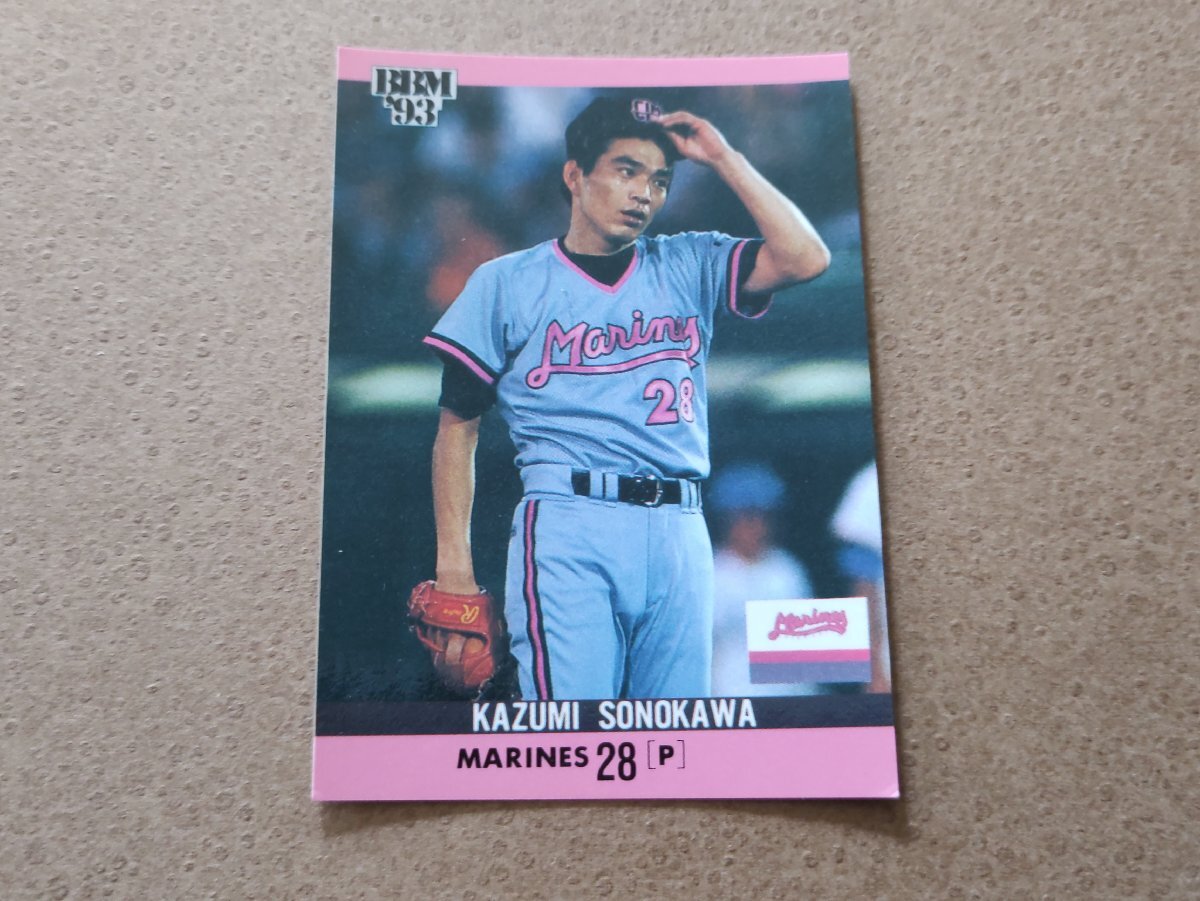 BBM
'93
Marines
28
Marines
KAZUMI SONOKAWA
MARINES 28 [P]